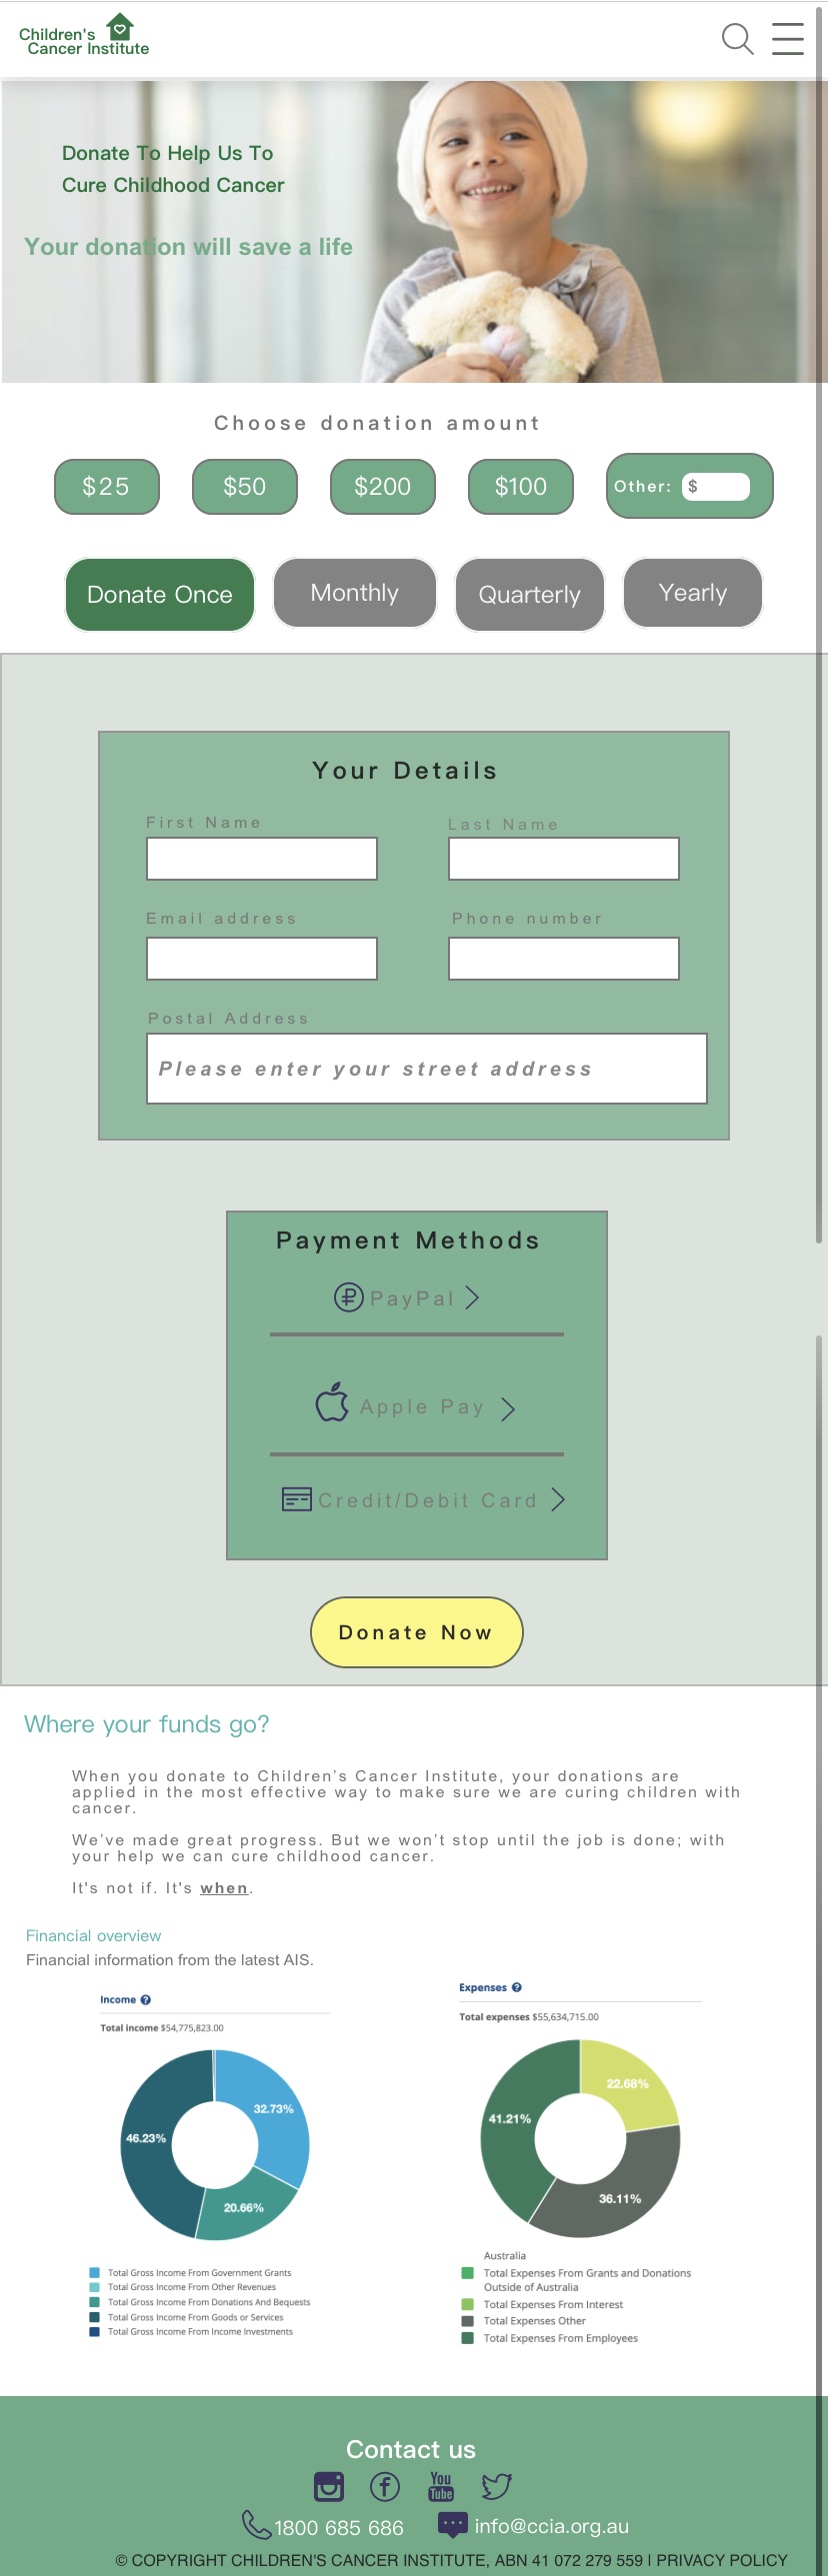 Children's
Cancer Institute
Donate To Help Us To
Cure Childhood Cancer
Your donation will save a life
Choose donation amount
$25 $50 $200 $100 Other: $
Donate Once Monthly Quarterly Yearly
Your Details
First Name Last Name
Email address Phone number
Postal Address
Please enter your street address
Payment Methods
PayPal
Apple Pay
Credit/Debit Card
Donate Now
Where your funds go?
When you donate to Children's Cancer Institute, your donations are
applied in the most effective way to make sure we are curing children with
cancer.
We've made great progress. But we won't stop until the job is done; with
your help we can cure childhood cancer.
It's not if. It's when.
Financial overview
Financial information from the latest AIS.
Income ?
Total income $54,775,823.00
32.73%
46.23%
20.66%
Total Gross Income From Government Grants
Total Gross Income From Other Revenues
Total Gross Income From Donations And Bequests
Total Gross Income From Goods or Services
Total Gross Income From Income Investments
Expenses ?
Total expenses $55,634,715.00
22.68%
41.21%
36.11%
Australia
Total Expenses From Grants and Donations
Outside of Australia
Total Expenses From Interest
Total Expenses Other
Total Expenses From Employees
Contact us
You
Tube
1800 685 686 info@ccia.org.au
© COPYRIGHT CHILDREN'S CANCER INSTITUTE, ABN 41 072 279 559 | PRIVACY POLICY